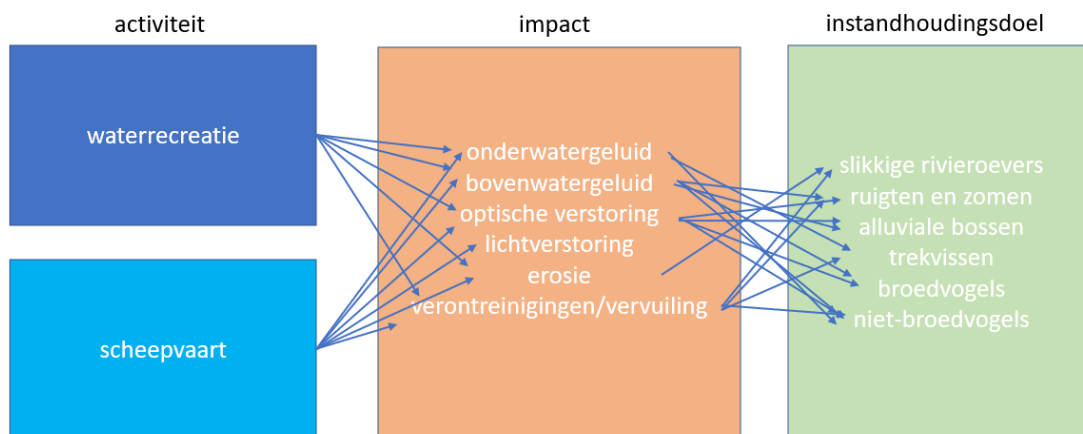 activiteit
impact
instandhoudingsdoel
waterrecreatie
scheepvaart
onderwatergeluid
bovenwatergeluid
optische verstoring
lichtverstoring
erosie
verontreinigingen/vervuiling
slikkige rivieroevers
ruigten en zomen
alluviale bossen
trekvissen
broedvogels
niet-broedvogels